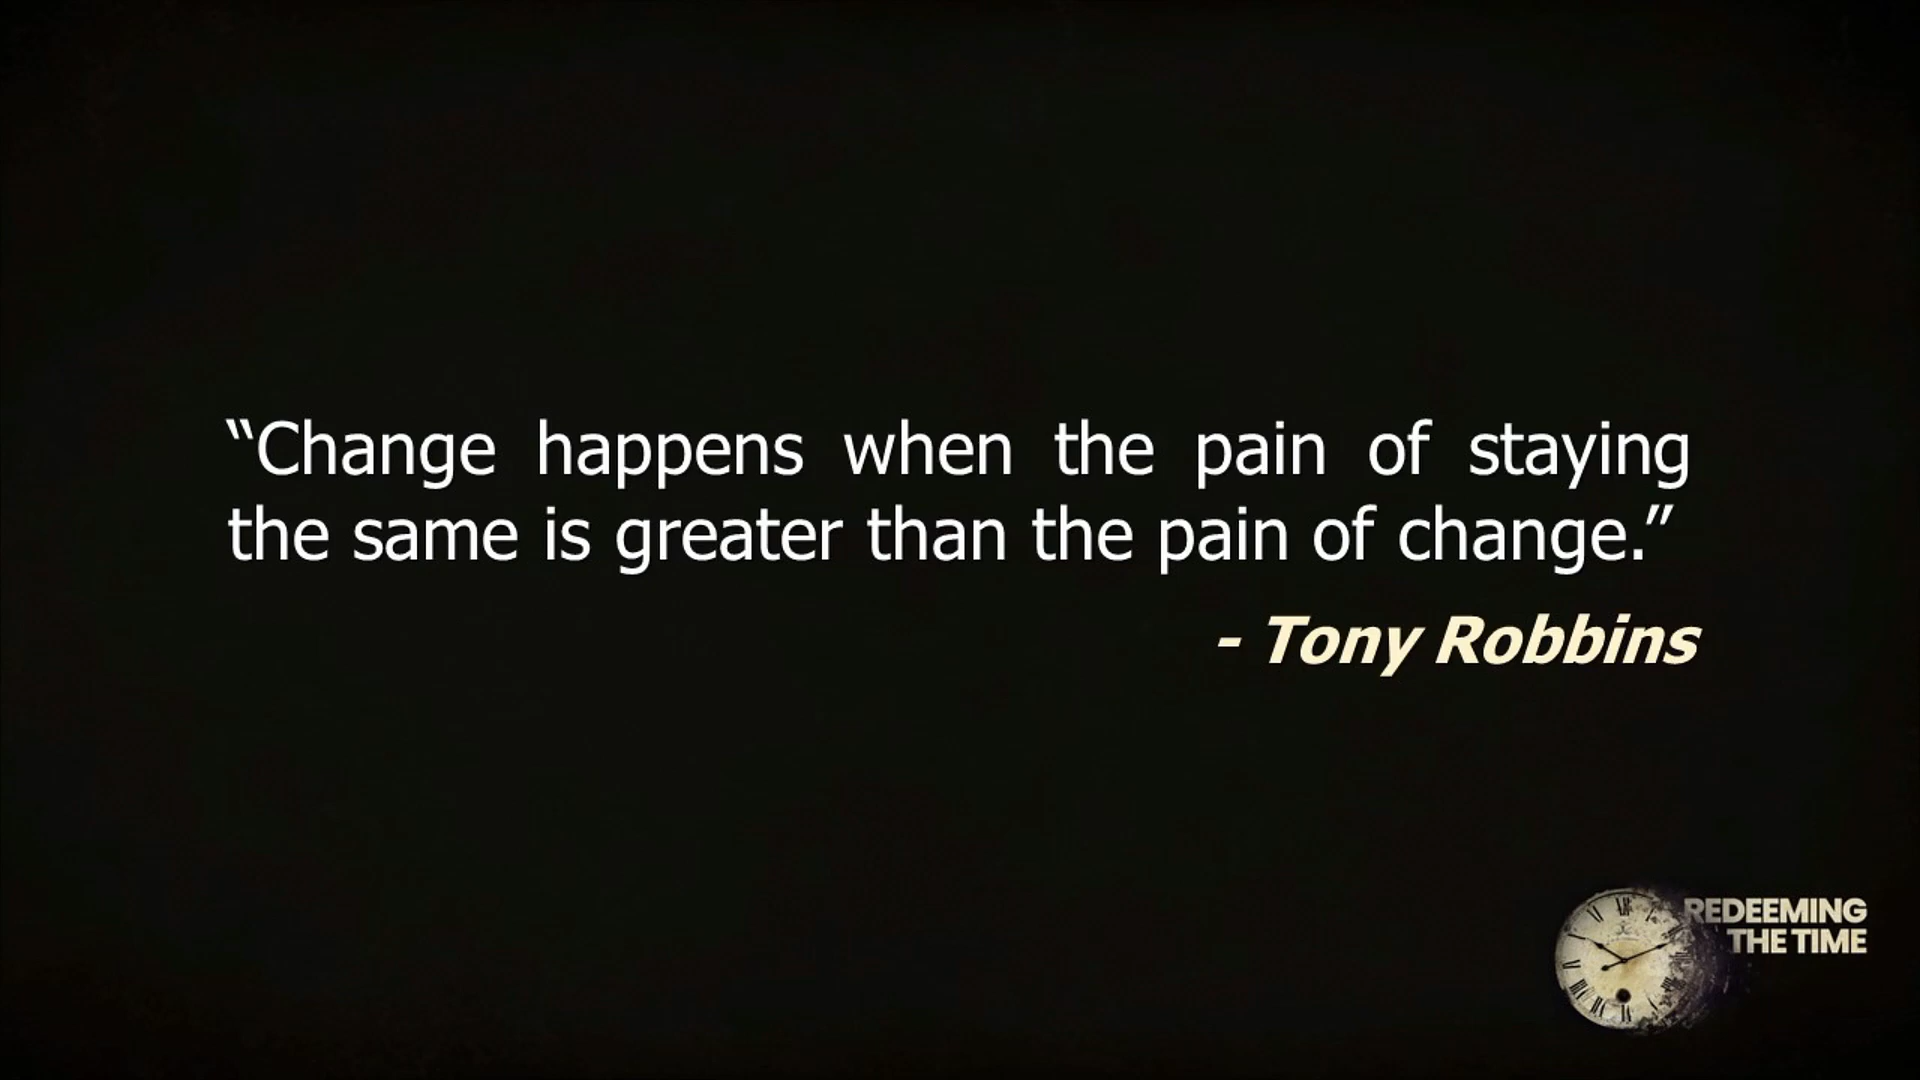 “Change happens when the pain of staying
the same is greater than the pain of change.”
- Tony Robbins
REDEEMING
THE TIME